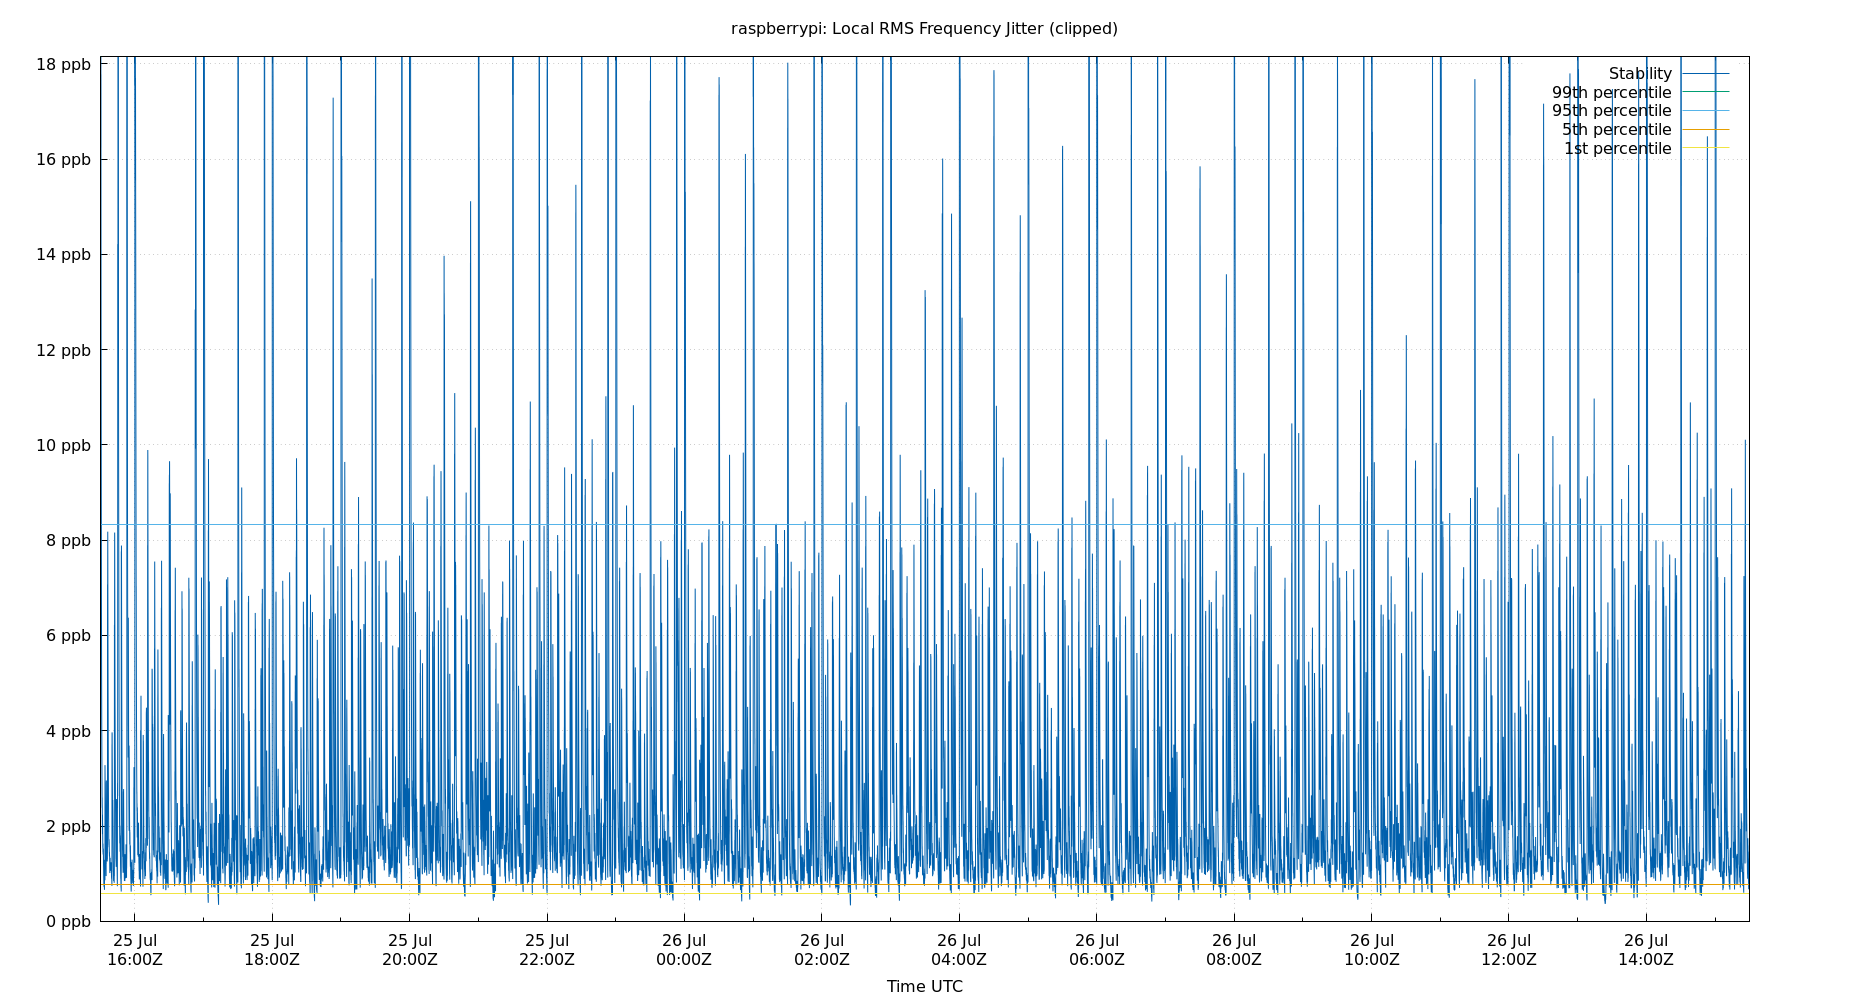 raspberrypi: Local RMS Frequency Jitter (clipped)
18 ppb
16 ppb
14 ppb
12 ppb
10 ppb
8 ppb
6 ppb
4 ppb
2 ppb
0 ppb
Stability
99th percentile
95th percentile
5th percentile
1st percentile
25 Jul 25 Jul 25 Jul 25 Jul 26 Jul 26 Jul 26 Jul 26 Jul 26 Jul 26 Jul 26 Jul 26 Jul
16:00Z 18:00Z 20:00Z 22:00Z 00:00Z 02:00Z 04:00Z 06:00Z 08:00Z 10:00Z 12:00Z 14:00Z
Time UTC